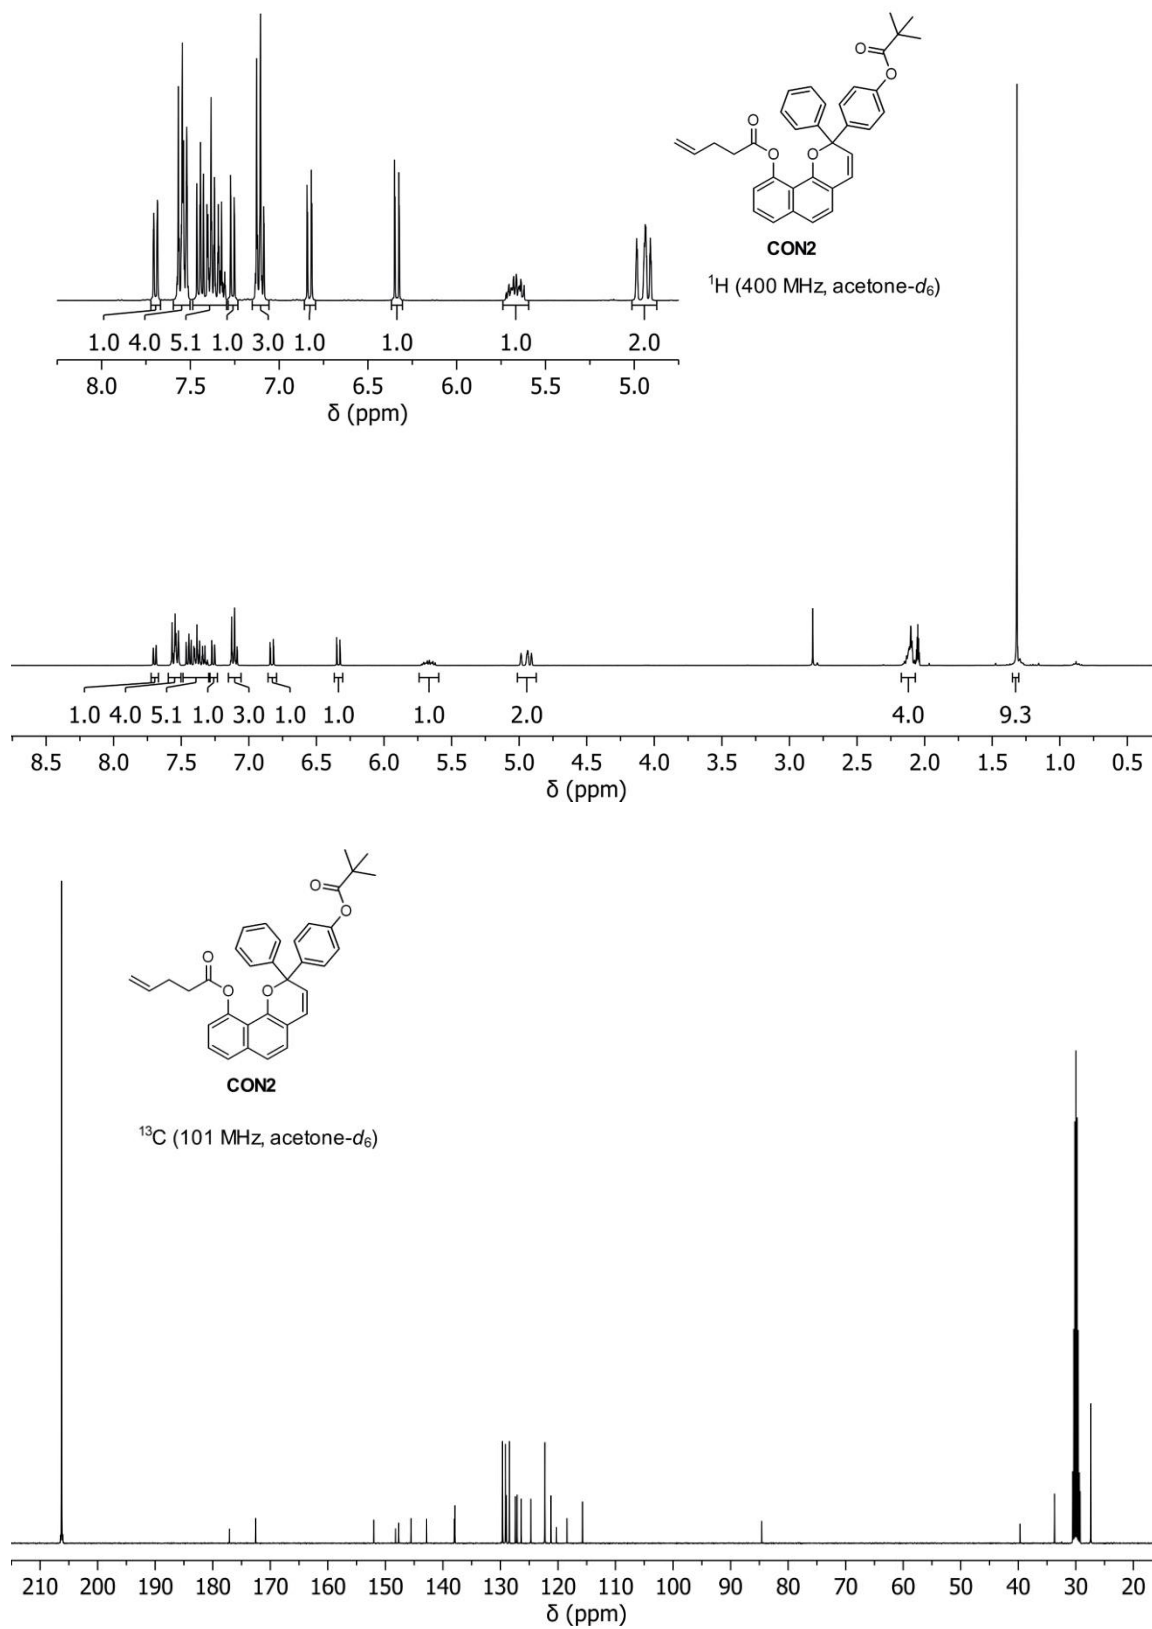 O
O
O
O
O
CON2
¹H (400 MHz, acetone-d₆)
1.0 4.0 5.1 1.0 3.0 1.0 1.0 1.0 2.0
8.0 7.5 7.0 6.5 6.0 5.5 5.0
δ (ppm)
1.0 4.0 5.1 1.0 3.0 1.0 1.0 1.0 2.0 4.0 9.3
8.5 8.0 7.5 7.0 6.5 6.0 5.5 5.0 4.5 4.0 3.5 3.0 2.5 2.0 1.5 1.0 0.5
δ (ppm)
O
O
O
O
O
CON2
¹³C (101 MHz, acetone-d₆)
210 200 190 180 170 160 150 140 130 120 110 100 90 80 70 60 50 40 30 20
δ (ppm)